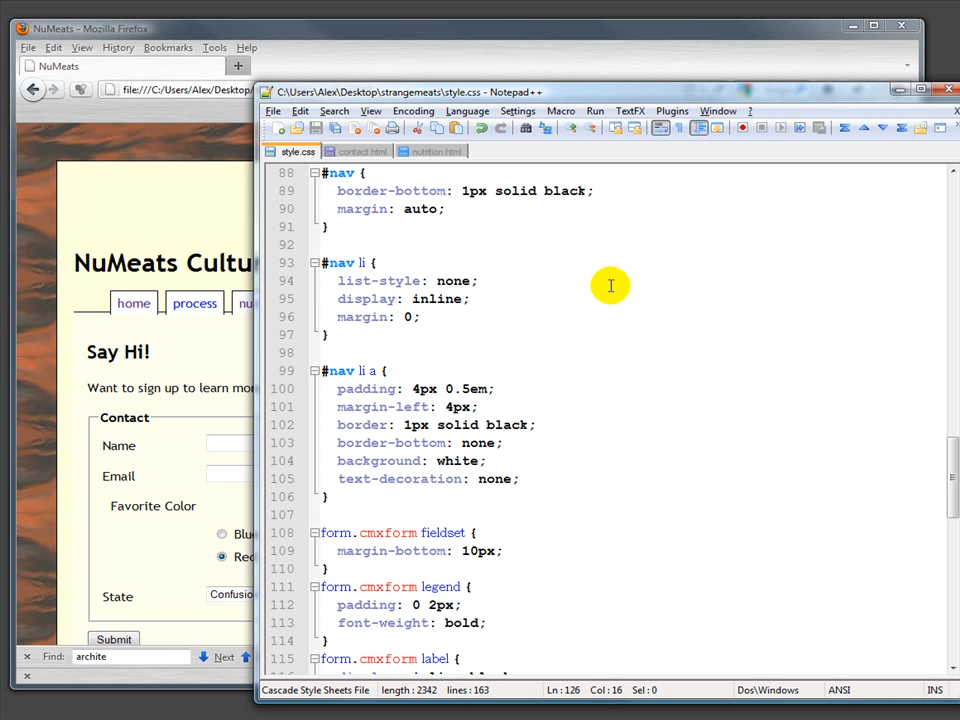 NuMeats - Mozilla Firefox
File Edit View History Bookmarks Tools Help
NuMeats
file:///C:/Users/Alex/Desktop/
NuMeats Cultu
home process nu
Say Hi!
Want to sign up to learn mor
Contact
Name
Email
Favorite Color
Blu
Red
State
Confusio
Submit
× Find: archite Next
×
C:\Users\Alex\Desktop\strangemeats\style.css - Notepad++
File Edit Search View Encoding Language Settings Macro Run TextFX Plugins Window ? X
style.css contact.html nutrition.html
88 #nav {
89 border-bottom: 1px solid black;
90 margin: auto;
91 }
92
93 #nav li {
94 list-style: none;
95 display: inline;
96 margin: 0;
97 }
98
99 #nav li a {
100 padding: 4px 0.5em;
101 margin-left: 4px;
102 border: 1px solid black;
103 border-bottom: none;
104 background: white;
105 text-decoration: none;
106 }
107
108 form.cmxform fieldset {
109 margin-bottom: 10px;
110 }
111 form.cmxform legend {
112 padding: 0 2px;
113 font-weight: bold;
114 }
115 form.cmxform label {
Cascade Style Sheets File length : 2342 lines : 163 Ln : 126 Col : 16 Sel : 0 Dos\Windows ANSI INS